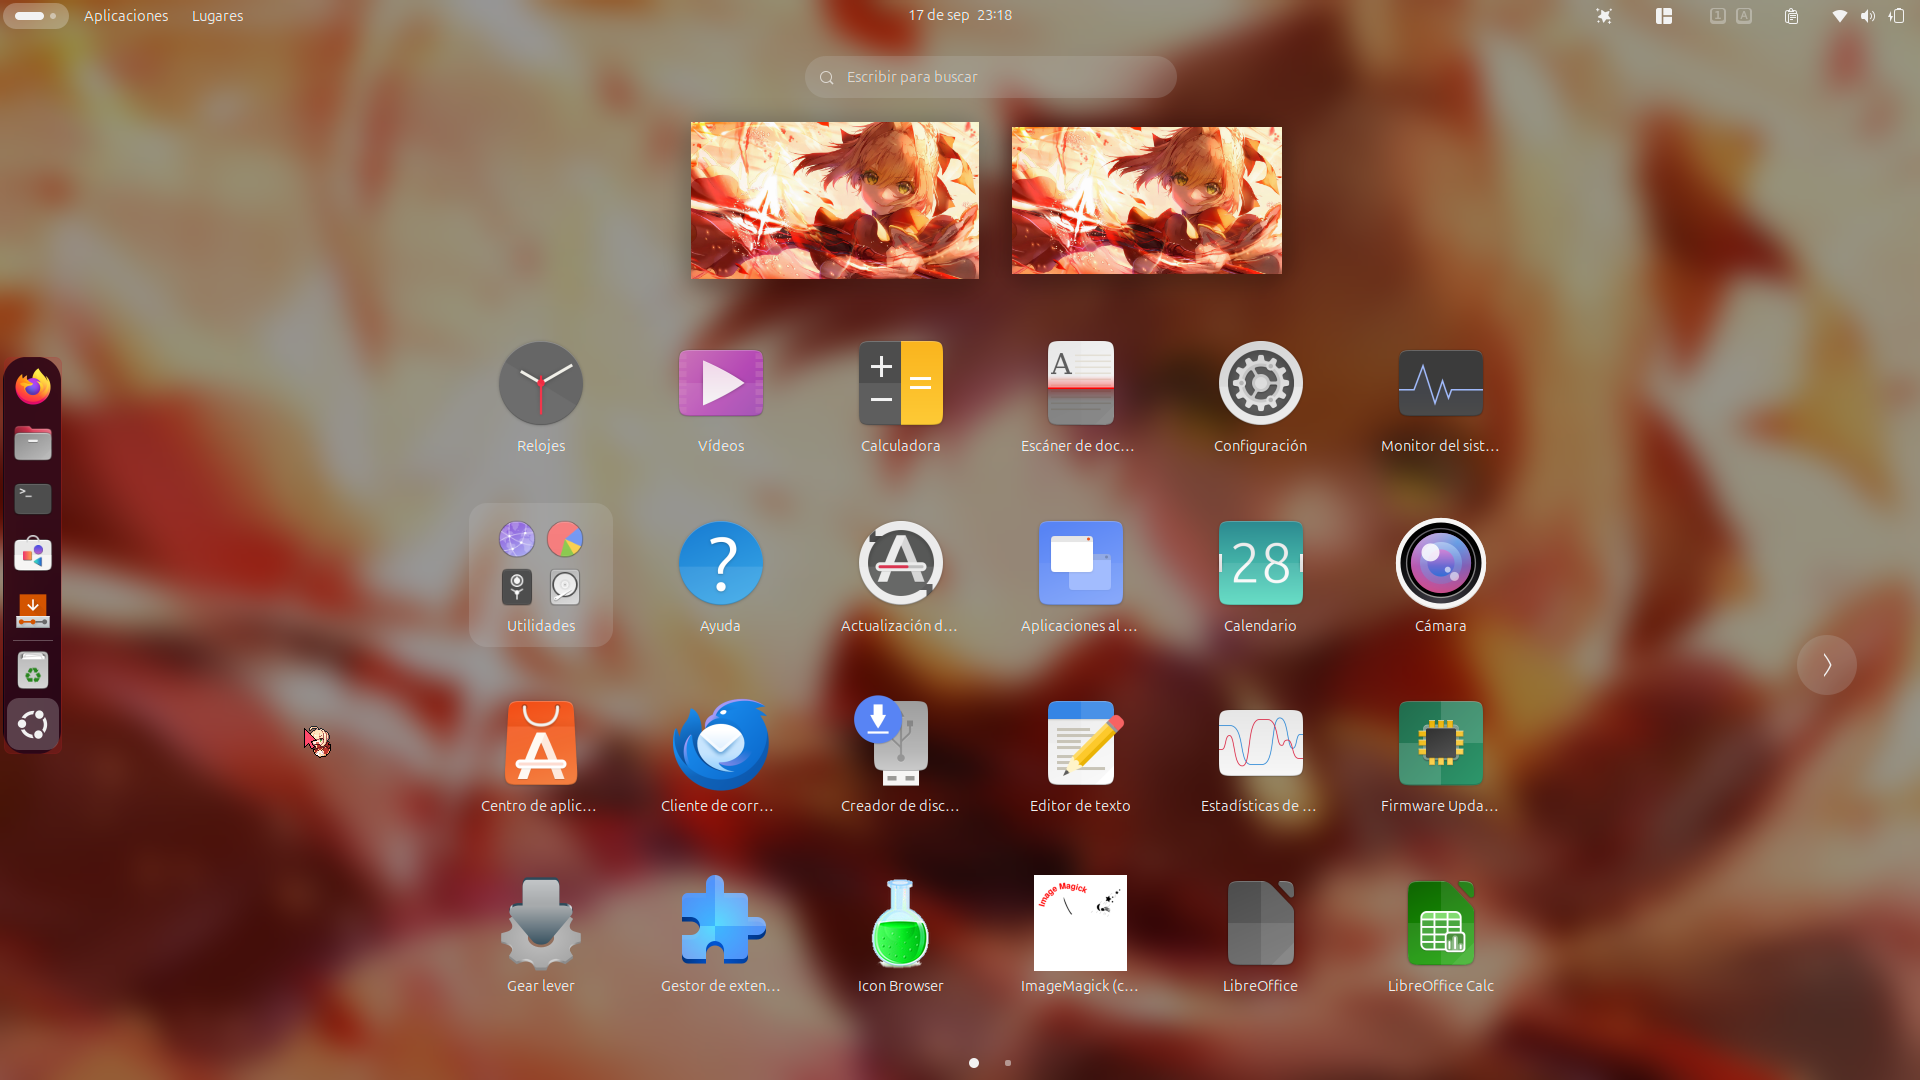 Aplicaciones Lugares 17 de sep 23:18 1 A
Escribir para buscar
Relojes Vídeos Calculadora Escáner de doc... Configuración Monitor del sist...
28
Utilidades Ayuda Actualización d... Aplicaciones al ... Calendario Cámara
Centro de aplic... Cliente de corr... Creador de disc... Editor de texto Estadísticas de ... Firmware Upda...
Image Magick
Gear lever Gestor de exten... Icon Browser ImageMagick (c... LibreOffice LibreOffice Calc